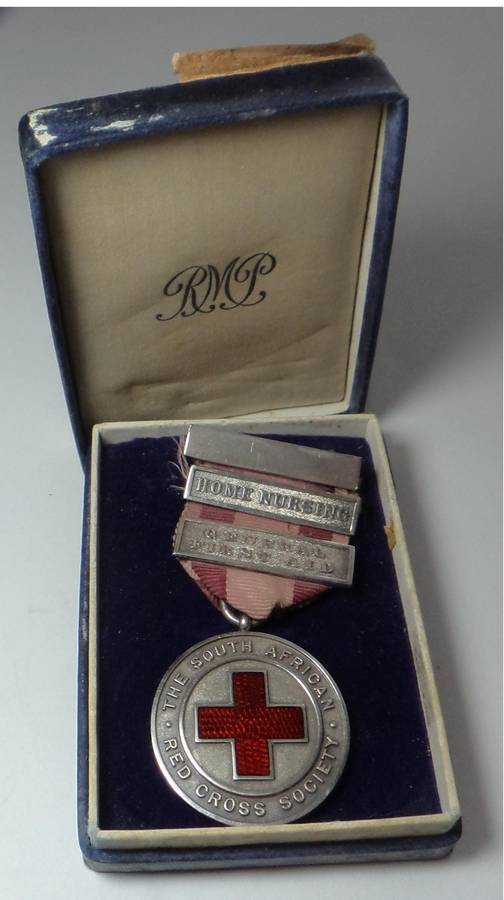 RMP
HOME NURSING
GENERAL
FIRST AID
· THE SOUTH AFRICAN ·
RED CROSS SOCIETY